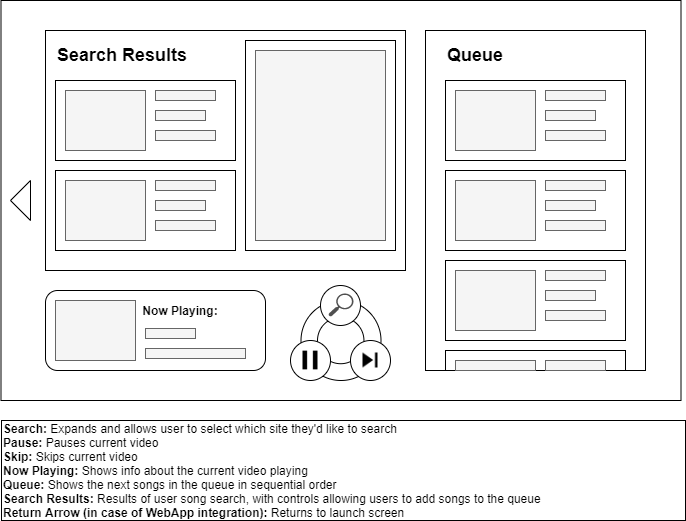 Search Results
Queue
Now Playing:
Search: Expands and allows user to select which site they'd like to search
Pause: Pauses current video
Skip: Skips current video
Now Playing: Shows info about the current video playing
Queue: Shows the next songs in the queue in sequential order
Search Results: Results of user song search, with controls allowing users to add songs to the queue
Return Arrow (in case of WebApp integration): Returns to launch screen